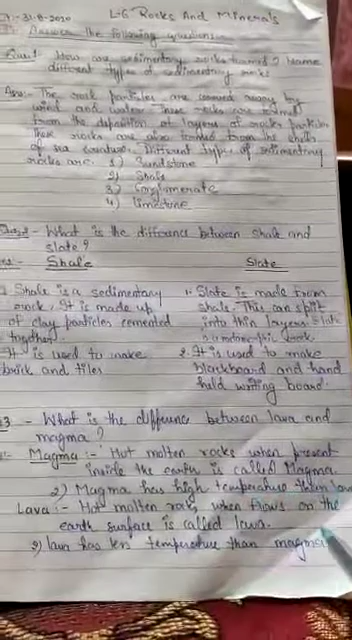 31-8-2020 L-6 Rocks And Minerals
Answer the following questions
Ques.1 How are sedimentary rocks formed? Name
different types of sedimentary rocks
Ans:- The rock particles are carried away by
wind and water. These rocks are formed
from the deposition of layers of rocks particles
These rocks are also formed from the shells
of sea creature. Different types of sedimentary
rocks are. 1) Sandstone
2) Shale
3) Conglomerate
4) limestone
Ques.2 - What is the difference between Shale and
slate?
Shale Slate
Shale is a sedimentary 1. Slate is made from
rock. It is made up shale. This can split
of clay particles cemented into thin layers. Slate
together. is a metamorphic rock.
It is used to make 2. It is used to make
brick and tiles blackboard and hand
held writing board.
3. - What is the difference between lava and
magma?
Magma :- Hot molten rocks when present
inside the earth is called Magma.
2) Magma has high temperature than lava
Lava :- Hot molten rock when flows on the
earth surface is called lava.
2) lava has less temperature than magma